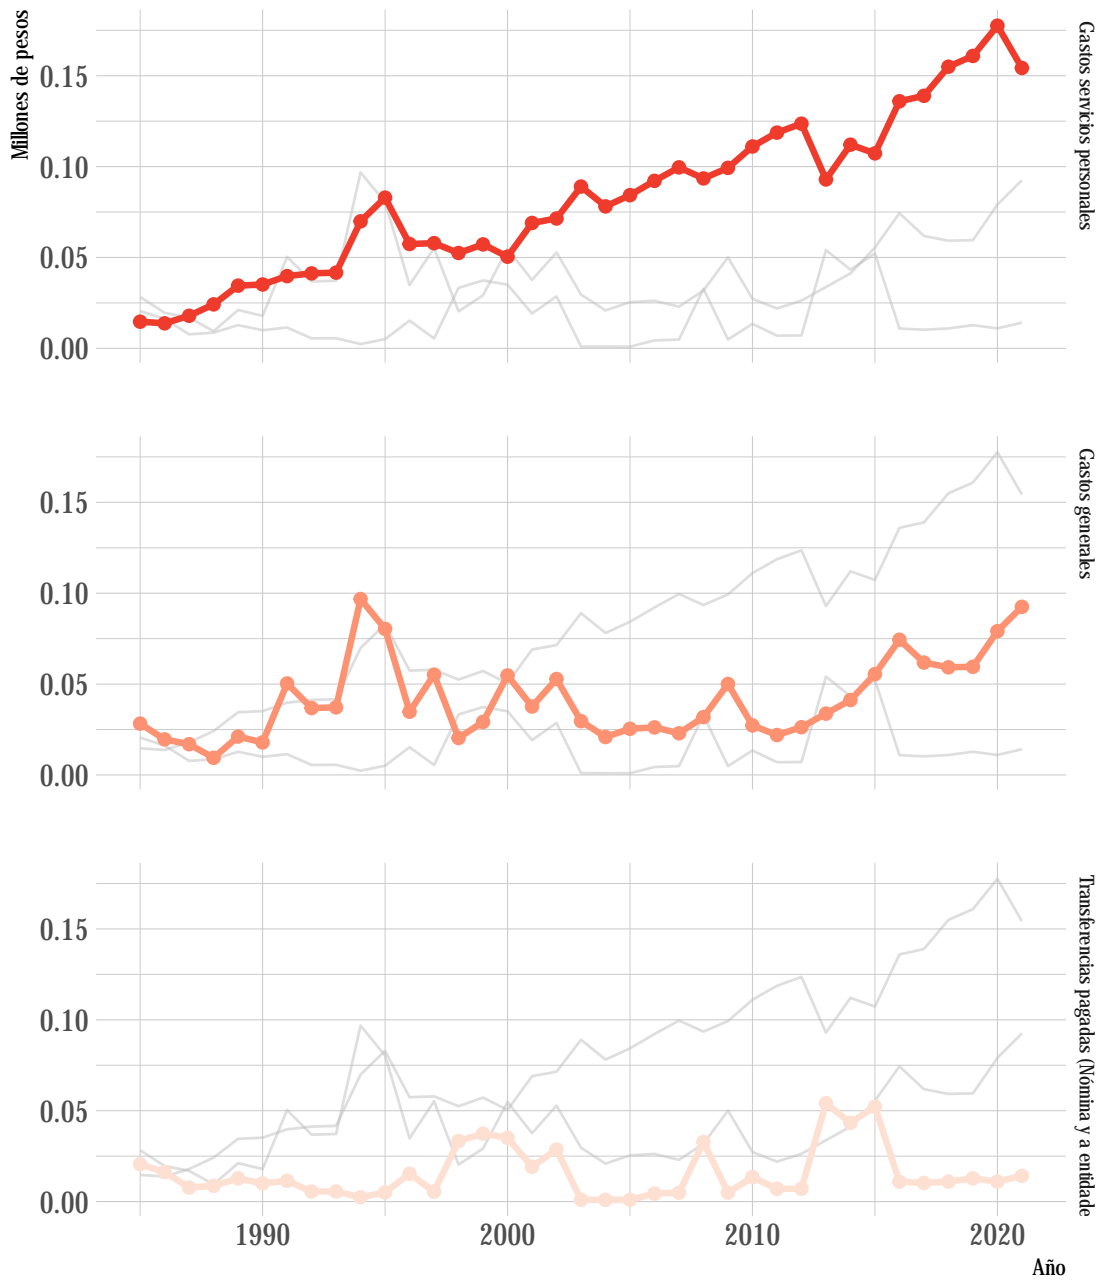 Millones de pesos
0.15
0.10
0.05
0.00
Gastos servicios personales
0.15
0.10
0.05
0.00
Gastos generales
0.15
0.10
0.05
0.00
Transferencias pagadas (Nómina y a entidade
1990 2000 2010 2020
Año